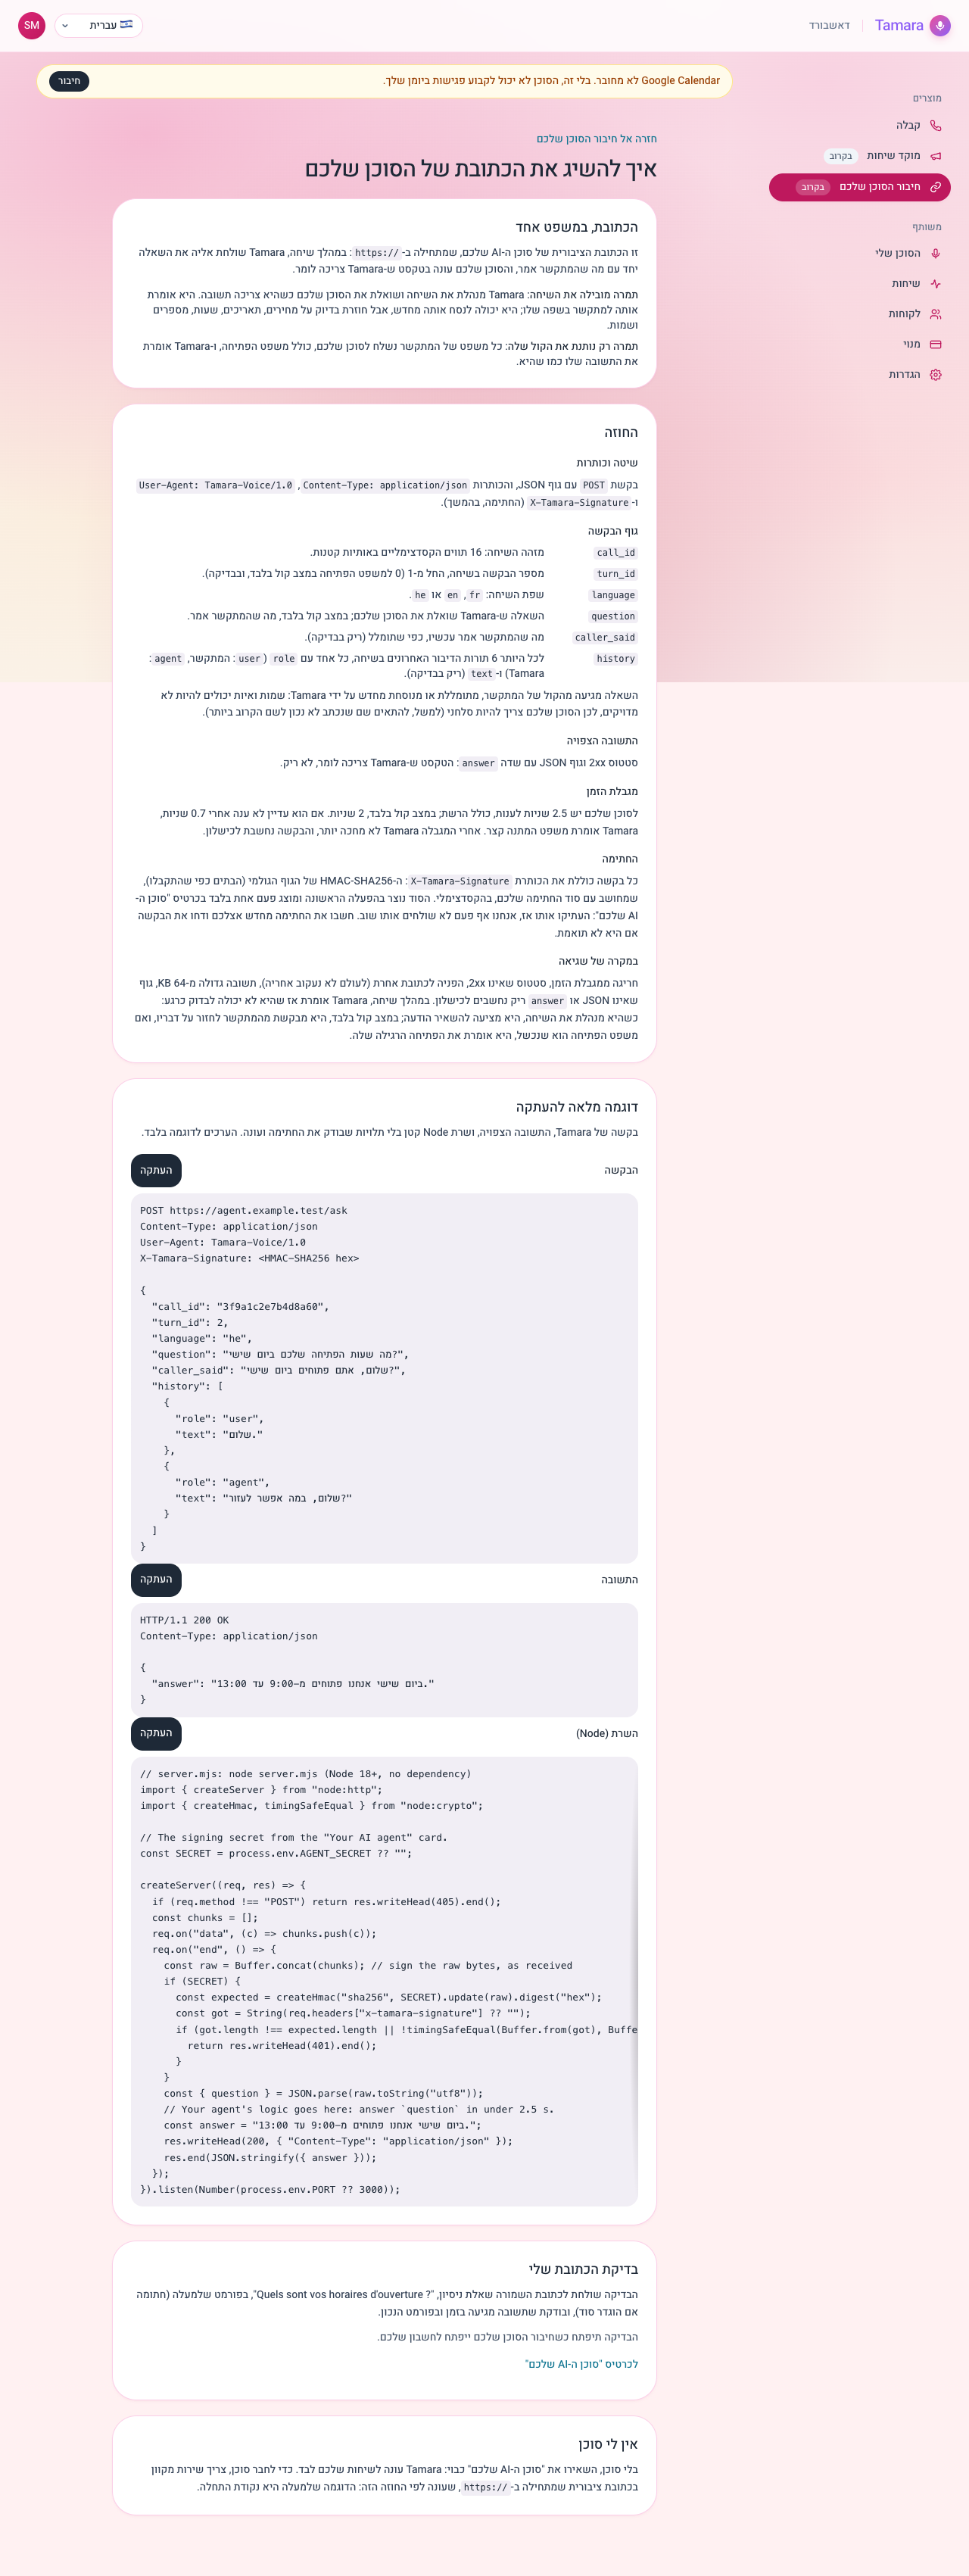 Tamara
דאשבורד
עברית
SM
Google Calendar לא מחובר. בלי זה, הסוכן לא יכול לקבוע פגישות ביומן שלך.
חיבור
מוצרים
קבלה
מוקד שיחות
בקרוב
חיבור הסוכן שלכם
בקרוב
משותף
הסוכן שלי
שיחות
לקוחות
מנוי
הגדרות
חזרה אל חיבור הסוכן שלכם
איך להשיג את הכתובת של הסוכן שלכם
הכתובת, במשפט אחד
זו הכתובת הציבורית של סוכן ה-AI שלכם, שמתחילה ב-https://: במהלך שיחה, Tamara שולחת אליה את השאלה
יחד עם מה שהמתקשר אמר, והסוכן שלכם עונה בטקסט ש-Tamara צריכה לומר.
תמרה מובילה את השיחה: Tamara מנהלת את השיחה ושואלת את הסוכן שלכם כשהיא צריכה תשובה. היא אומרת
אותה למתקשר בשפה שלו; היא יכולה לנסח אותה מחדש, אבל חוזרת בדיוק על מחירים, תאריכים, שעות, מספרים
ושמות.
תמרה רק נותנת את הקול שלה: כל משפט של המתקשר נשלח לסוכן שלכם, כולל משפט הפתיחה, ו-Tamara אומרת
את התשובה שלו כמו שהיא.
החוזה
שיטה וכותרות
בקשת POST עם גוף JSON, והכותרות Content-Type: application/json, User-Agent: Tamara-Voice/1.0
ו-X-Tamara-Signature (החתימה, בהמשך).
גוף הבקשה
call_id
מזהה השיחה: 16 תווים הקסדצימליים באותיות קטנות.
turn_id
מספר הבקשה בשיחה, החל מ-1 (0 למשפט הפתיחה במצב קול בלבד, ובבדיקה).
language
שפת השיחה: fr, en או he.
question
השאלה ש-Tamara שואלת את הסוכן שלכם; במצב קול בלבד, מה שהמתקשר אמר.
caller_said
מה שהמתקשר אמר עכשיו, כפי שתומלל (ריק בבדיקה).
history
לכל היותר 6 תורות הדיבור האחרונים בשיחה, כל אחד עם role (user: המתקשר, agent:
Tamara) ו-text (ריק בבדיקה).
השאלה מגיעה מהקול של המתקשר, מתומללת או מנוסחת מחדש על ידי Tamara: שמות ואיות יכולים להיות לא
מדויקים, לכן הסוכן שלכם צריך להיות סלחני (למשל, להתאים שם שנכתב לא נכון לשם הקרוב ביותר).
התשובה הצפויה
סטטוס 2xx וגוף JSON עם שדה answer: הטקסט ש-Tamara צריכה לומר, לא ריק.
מגבלת הזמן
לסוכן שלכם יש 2.5 שניות לענות, כולל הרשת; במצב קול בלבד, 2 שניות. אם הוא עדיין לא ענה אחרי 0.7 שניות,
Tamara אומרת משפט המתנה קצר. אחרי המגבלה Tamara לא מחכה יותר, והבקשה נחשבת לכישלון.
החתימה
כל בקשה כוללת את הכותרת X-Tamara-Signature: ה-HMAC-SHA256 של הגוף הגולמי (הבתים כפי שהתקבלו),
שמחושב עם סוד החתימה שלכם, בהקסדצימלי. הסוד נוצר בהפעלה הראשונה ומוצג פעם אחת בלבד בכרטיס "סוכן ה-
AI שלכם": העתיקו אותו אז, אנחנו אף פעם לא שולחים אותו שוב. חשבו את החתימה מחדש אצלכם ודחו את הבקשה
אם היא לא תואמת.
במקרה של שגיאה
חריגה ממגבלת הזמן, סטטוס שאינו 2xx, הפניה לכתובת אחרת (לעולם לא נעקוב אחריה), תשובה גדולה מ-64 KB, גוף
שאינו JSON או answer ריק נחשבים לכישלון. במהלך שיחה, Tamara אומרת אז שהיא לא יכולה לבדוק כרגע:
כשהיא מנהלת את השיחה, היא מציעה להשאיר הודעה; במצב קול בלבד, היא מבקשת מהמתקשר לחזור על דבריו, ואם
משפט הפתיחה הוא שנכשל, היא אומרת את הפתיחה הרגילה שלה.
דוגמה מלאה להעתקה
בקשה של Tamara, התשובה הצפויה, ושרת Node קטן בלי תלויות שבודק את החתימה ועונה. הערכים לדוגמה בלבד.
הבקשה
העתקה
POST https://agent.example.test/ask
Content-Type: application/json
User-Agent: Tamara-Voice/1.0
X-Tamara-Signature: <HMAC-SHA256 hex>
{
"call_id": "3f9a1c2e7b4d8a60",
"turn_id": 2,
"language": "he",
"question": "מה שעות הפתיחה שלכם ביום שישי?",
"caller_said": "שלום, אתם פתוחים ביום שישי?",
"history": [
{
"role": "user",
"text": "שלום."
},
{
"role": "agent",
"text": "שלום, במה אפשר לעזור?"
}
]
}
התשובה
העתקה
HTTP/1.1 200 OK
Content-Type: application/json
{
"answer": "ביום שישי אנחנו פתוחים מ-9:00 עד 13:00."
}
השרת (Node)
העתקה
// server.mjs: node server.mjs (Node 18+, no dependency)
import { createServer } from "node:http";
import { createHmac, timingSafeEqual } from "node:crypto";
// The signing secret from the "Your AI agent" card.
const SECRET = process.env.AGENT_SECRET ?? "";
createServer((req, res) => {
if (req.method !== "POST") return res.writeHead(405).end();
const chunks = [];
req.on("data", (c) => chunks.push(c));
req.on("end", () => {
const raw = Buffer.concat(chunks); // sign the raw bytes, as received
if (SECRET) {
const expected = createHmac("sha256", SECRET).update(raw).digest("hex");
const got = String(req.headers["x-tamara-signature"] ?? "");
if (got.length !== expected.length || !timingSafeEqual(Buffer.from(got), Buffe
return res.writeHead(401).end();
}
}
const { question } = JSON.parse(raw.toString("utf8"));
// Your agent's logic goes here: answer `question` in under 2.5 s.
const answer = "ביום שישי אנחנו פתוחים מ-9:00 עד 13:00.";
res.writeHead(200, { "Content-Type": "application/json" });
res.end(JSON.stringify({ answer }));
});
}).listen(Number(process.env.PORT ?? 3000));
בדיקת הכתובת שלי
הבדיקה שולחת לכתובת השמורה שאלת ניסיון, "Quels sont vos horaires d'ouverture ?", בפורמט שלמעלה (חתומה
אם הוגדר סוד), ובודקת שתשובה מגיעה בזמן ובפורמט הנכון.
הבדיקה תיפתח כשחיבור הסוכן שלכם ייפתח לחשבון שלכם.
לכרטיס "סוכן ה-AI שלכם"
אין לי סוכן
בלי סוכן, השאירו את "סוכן ה-AI שלכם" כבוי: Tamara עונה לשיחות שלכם לבד. כדי לחבר סוכן, צריך שירות מקוון
בכתובת ציבורית שמתחילה ב-https://, שעונה לפי החוזה הזה: הדוגמה שלמעלה היא נקודת התחלה.